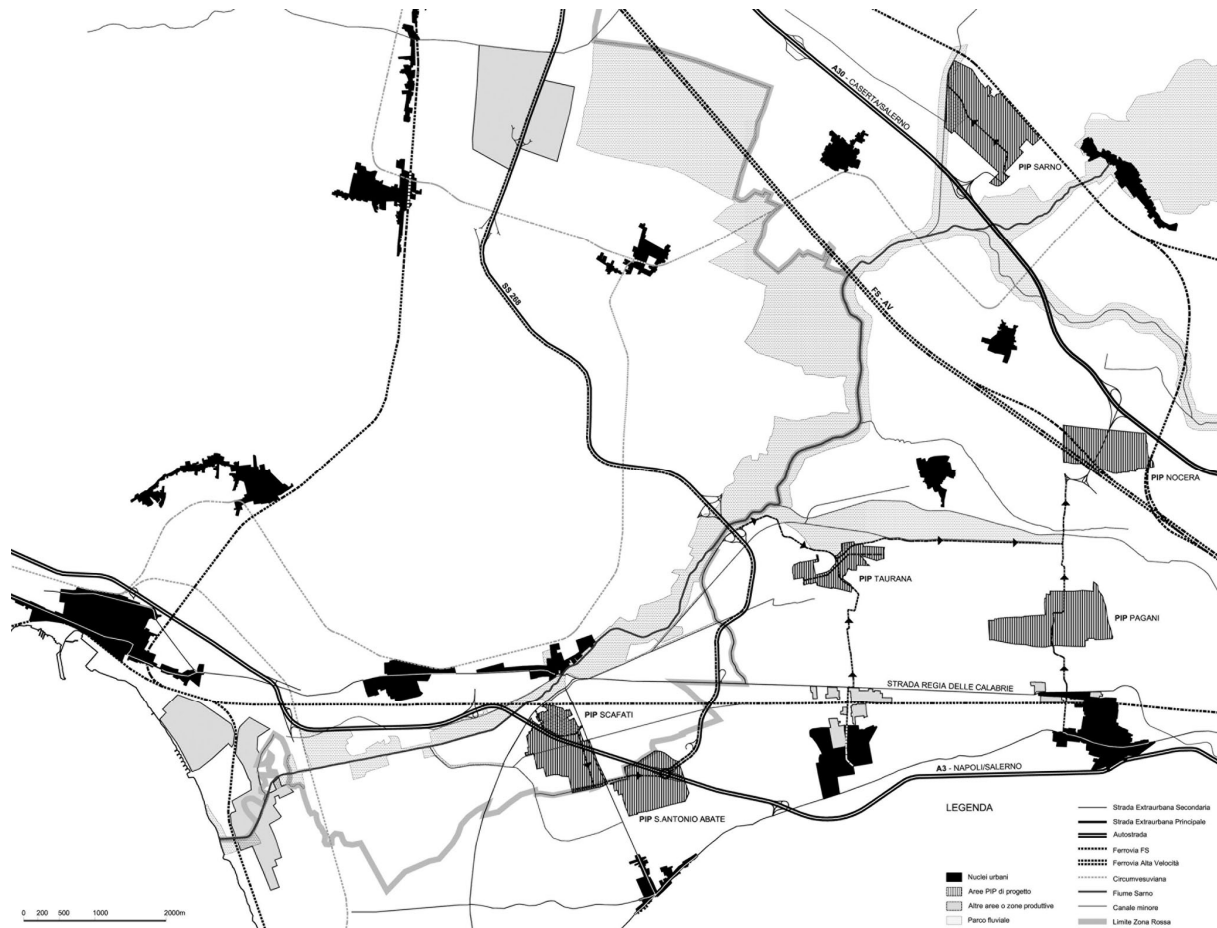 A30 - CASERTA/SALERNO
PIP SARNO
SS 268
FS - AV
PIP NOCERA
PIP TAURANA
PIP PAGANI
STRADA REGIA DELLE CALABRIE
PIP SCAFATI
A3 - NAPOLI/SALERNO
PIP S.ANTONIO ABATE
LEGENDA
Nuclei urbani
Aree PIP di progetto
Altre aree o zone produttive
Parco fluviale
Strada Extraurbana Secondaria
Strada Extraurbana Principale
Autostrada
Ferrovia FS
Ferrovia Alta Velocità
Circumvesuviana
Fiume Sarno
Canale minore
Limite Zona Rossa
0 200 500 1000 2000m